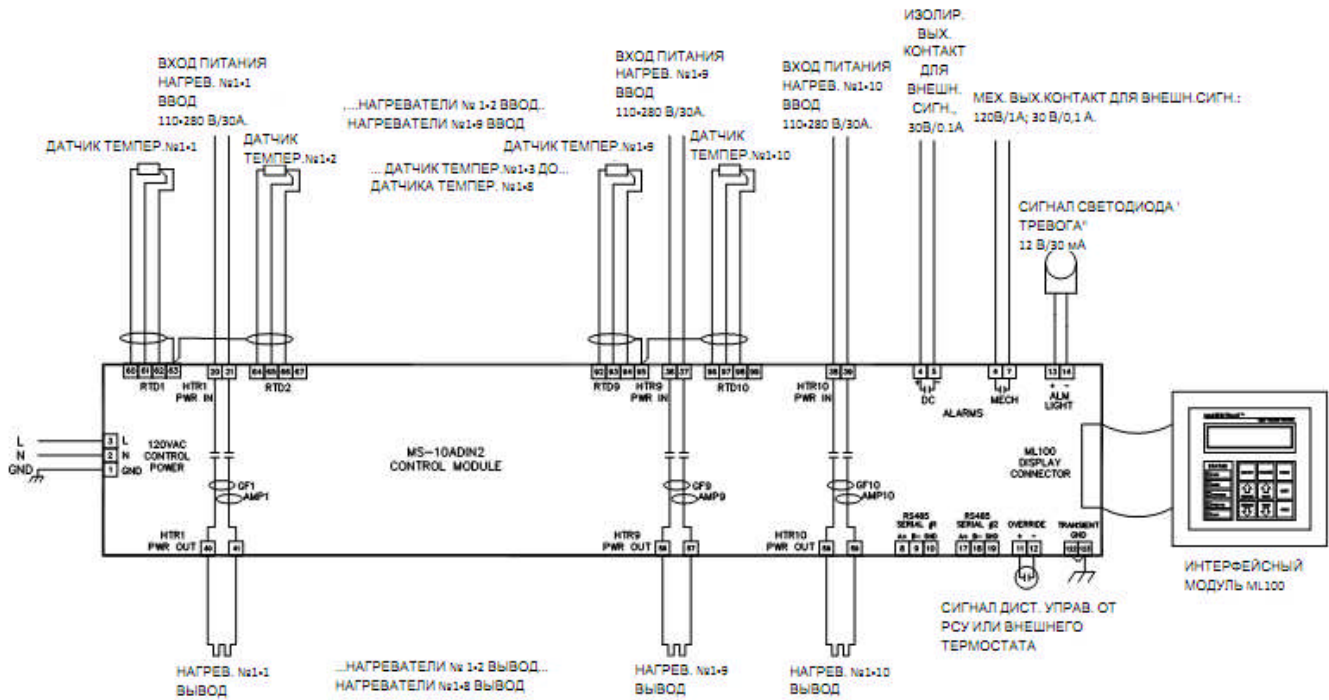 ИЗОЛИР.
ВЫХ.
КОНТАКТ
ДЛЯ
ВНЕШН.
СИГН.,
30В/0.1А
ВХОД ПИТАНИЯ
НАГРЕВ. №1•1
ВВОД
110•280 В/30А.
ВХОД ПИТАНИЯ
НАГРЕВ. №1•9
ВВОД
110•280 В/30А.
ВХОД ПИТАНИЯ
НАГРЕВ. №1•10
ВВОД
110•280 В/30А.
....НАГРЕВАТЕЛИ № 1•2 ВВОД..
НАГРЕВАТЕЛИ №1•9 ВВОД
МЕХ. ВЫХ.КОНТАКТ ДЛЯ ВНЕШН.СИГН.:
120В/1А; 30 В/0,1 А.
ДАТЧИК ТЕМПЕР.№1•1
ДАТЧИК
ТЕМПЕР.№1•2
ДАТЧИК ТЕМПЕР.№1•9
ДАТЧИК
ТЕМПЕР.№1•10
... ДАТЧИК ТЕМПЕР.№1•3 ДО...
ДАТЧИКА ТЕМПЕР. №1•8
СИГНАЛ СВЕТОДИОДА '
ТРЕВОГА"
12 В/30 мА
60 61 62 63
RTD1
20 21
HTR1
PWR IN
64 65 66 67
RTD2
92 93 94 95
RTD9
36 37
HTR9
PWR IN
96 97 98 99
RTD10
38 39
HTR10
PWR IN
4 5
+ -
DC
6 7
MECH
ALARMS
13 14
+ -
ALM
LIGHT
L 3 L
N 2 N
GND 1 GND
120VAC
CONTROL
POWER
MS-10ADIN2
CONTROL MODULE
ML100
DISPLAY
CONNECTOR
GF1
AMP1
GF9
AMP9
GF10
AMP10
HTR1
PWR OUT 40 41
HTR9
PWR OUT 56 57
HTR10
PWR OUT 58 59
RS485
SERIAL #1
A+ B- GND
8 9 10
RS485
SERIAL #2
A+ B- GND
17 18 19
OVERRIDE
+ -
11 12
TRANSIENT
GND
ИНТЕРФЕЙСНЫЙ
МОДУЛЬ ML100
СИГНАЛ ДИСТ. УПРАВ. ОТ
РСУ ИЛИ ВНЕШНЕГО
ТЕРМОСТАТА
НАГРЕВ. №1•1
ВЫВОД
...НАГРЕВАТЕЛИ № 1•2 ВЫВОД...
НАГРЕВАТЕЛИ №1•8 ВЫВОД
НАГРЕВ. №1•9
ВЫВОД
НАГРЕВ. №1•10
ВЫВОД